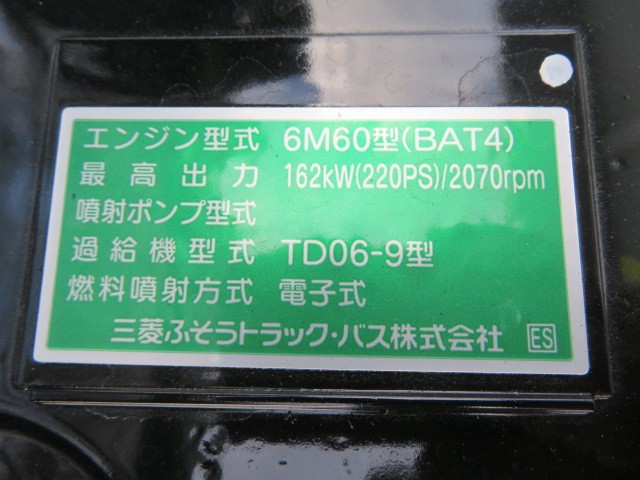 エンジン型式 6M60型(BAT4)
最高出力 162kW(220PS)/2070rpm
噴射ポンプ型式
過給機型式 TD06-9型
燃料噴射方式 電子式
三菱ふそうトラック・バス株式会社 ES